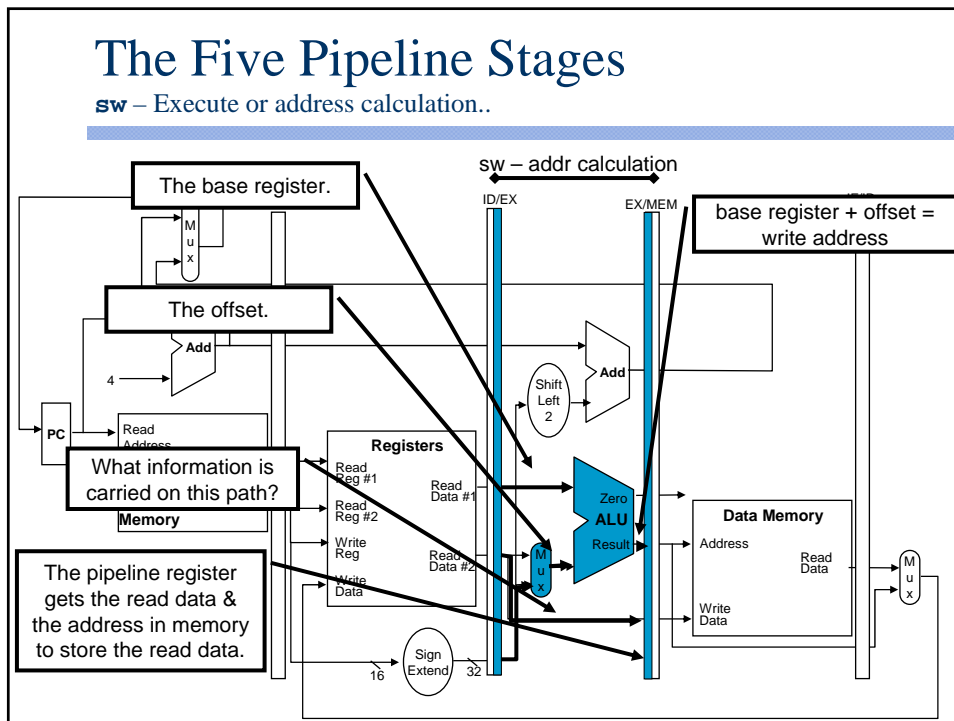 The Five Pipeline Stages
sw – Execute or address calculation..
sw – addr calculation
The base register.
ID/EX
EX/MEM
base register + offset =
write address
M
u
x
The offset.
Add
4
Add
Shift
Left
2
PC
Read
Address
Registers
What information is
carried on this path?
Memory
Read
Reg #1
Read
Reg #2
Write
Reg
Write
Data
Read
Data #1
Read
Data #2
M
u
x
Zero
ALU
Result
Data Memory
Address
Read
Data
Write
Data
M
u
x
The pipeline register
gets the read data &
the address in memory
to store the read data.
16
Sign
Extend
32